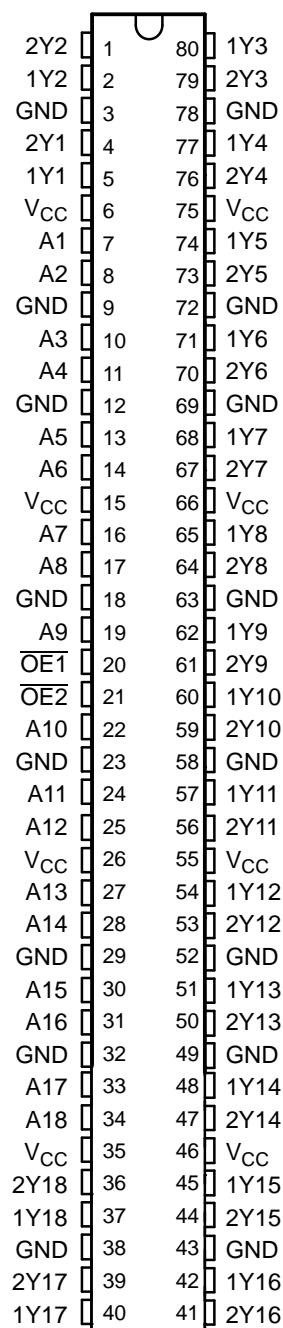 2Y2 1 80 1Y3
1Y2 2 79 2Y3
GND 3 78 GND
2Y1 4 77 1Y4
1Y1 5 76 2Y4
VCC 6 75 VCC
A1 7 74 1Y5
A2 8 73 2Y5
GND 9 72 GND
A3 10 71 1Y6
A4 11 70 2Y6
GND 12 69 GND
A5 13 68 1Y7
A6 14 67 2Y7
VCC 15 66 VCC
A7 16 65 1Y8
A8 17 64 2Y8
GND 18 63 GND
A9 19 62 1Y9
OE1 20 61 2Y9
OE2 21 60 1Y10
A10 22 59 2Y10
GND 23 58 GND
A11 24 57 1Y11
A12 25 56 2Y11
VCC 26 55 VCC
A13 27 54 1Y12
A14 28 53 2Y12
GND 29 52 GND
A15 30 51 1Y13
A16 31 50 2Y13
GND 32 49 GND
A17 33 48 1Y14
A18 34 47 2Y14
VCC 35 46 VCC
2Y18 36 45 1Y15
1Y18 37 44 2Y15
GND 38 43 GND
2Y17 39 42 1Y16
1Y17 40 41 2Y16